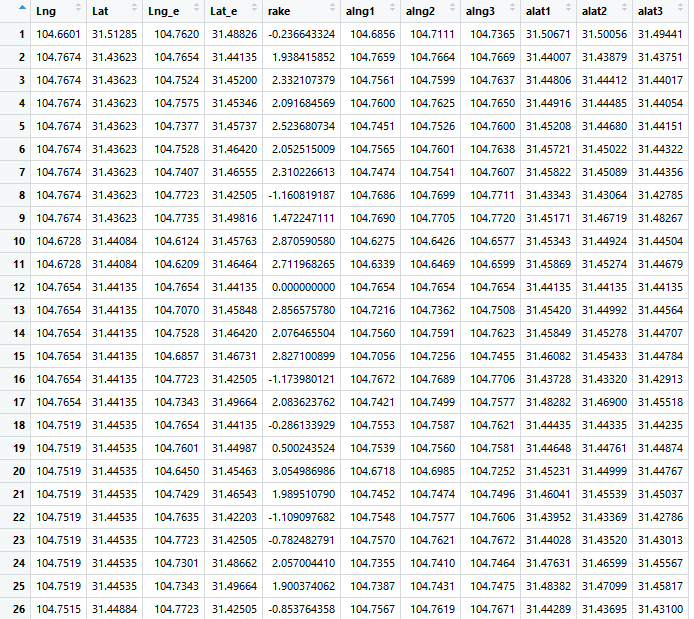 Lng Lat Lng_e Lat_e rake alng1 alng2 alng3 alat1 alat2 alat3
1 104.6601 31.51285 104.7620 31.48826 -0.236643324 104.6856 104.7111 104.7365 31.50671 31.50056 31.49441
2 104.7674 31.43623 104.7654 31.44135 1.938415852 104.7659 104.7664 104.7669 31.44007 31.43879 31.43751
3 104.7674 31.43623 104.7524 31.45200 2.332107379 104.7561 104.7599 104.7637 31.44806 31.44412 31.44017
4 104.7674 31.43623 104.7575 31.45346 2.091684569 104.7600 104.7625 104.7650 31.44916 31.44485 31.44054
5 104.7674 31.43623 104.7377 31.45737 2.523680734 104.7451 104.7526 104.7600 31.45208 31.44680 31.44151
6 104.7674 31.43623 104.7528 31.46420 2.052515009 104.7565 104.7601 104.7638 31.45721 31.45022 31.44322
7 104.7674 31.43623 104.7407 31.46555 2.310226613 104.7474 104.7541 104.7607 31.45822 31.45089 31.44356
8 104.7674 31.43623 104.7723 31.42505 -1.160819187 104.7686 104.7699 104.7711 31.43343 31.43064 31.42785
9 104.7674 31.43623 104.7735 31.49816 1.472247111 104.7690 104.7705 104.7720 31.45171 31.46719 31.48267
10 104.6728 31.44084 104.6124 31.45763 2.870590580 104.6275 104.6426 104.6577 31.45343 31.44924 31.44504
11 104.6728 31.44084 104.6209 31.46464 2.711968265 104.6339 104.6469 104.6599 31.45869 31.45274 31.44679
12 104.7654 31.44135 104.7654 31.44135 0.000000000 104.7654 104.7654 104.7654 31.44135 31.44135 31.44135
13 104.7654 31.44135 104.7070 31.45848 2.856575780 104.7216 104.7362 104.7508 31.45420 31.44992 31.44564
14 104.7654 31.44135 104.7528 31.46420 2.076465504 104.7560 104.7591 104.7623 31.45849 31.45278 31.44707
15 104.7654 31.44135 104.6857 31.46731 2.827100899 104.7056 104.7256 104.7455 31.46082 31.45433 31.44784
16 104.7654 31.44135 104.7723 31.42505 -1.173980121 104.7672 104.7689 104.7706 31.43728 31.43320 31.42913
17 104.7654 31.44135 104.7343 31.49664 2.083623762 104.7421 104.7499 104.7577 31.48282 31.46900 31.45518
18 104.7519 31.44535 104.7654 31.44135 -0.286133929 104.7553 104.7587 104.7621 31.44435 31.44335 31.44235
19 104.7519 31.44535 104.7601 31.44987 0.500243524 104.7539 104.7560 104.7581 31.44648 31.44761 31.44874
20 104.7519 31.44535 104.6450 31.45463 3.054986986 104.6718 104.6985 104.7252 31.45231 31.44999 31.44767
21 104.7519 31.44535 104.7429 31.46543 1.989510790 104.7452 104.7474 104.7496 31.46041 31.45539 31.45037
22 104.7519 31.44535 104.7635 31.42203 -1.109097682 104.7548 104.7577 104.7606 31.43952 31.43369 31.42786
23 104.7519 31.44535 104.7723 31.42505 -0.782482791 104.7570 104.7621 104.7672 31.44028 31.43520 31.43013
24 104.7519 31.44535 104.7301 31.48662 2.057004410 104.7355 104.7410 104.7464 31.47631 31.46599 31.45567
25 104.7519 31.44535 104.7343 31.49664 1.900374062 104.7387 104.7431 104.7475 31.48382 31.47099 31.45817
26 104.7515 31.44884 104.7723 31.42505 -0.853764358 104.7567 104.7619 104.7671 31.44289 31.43695 31.43100